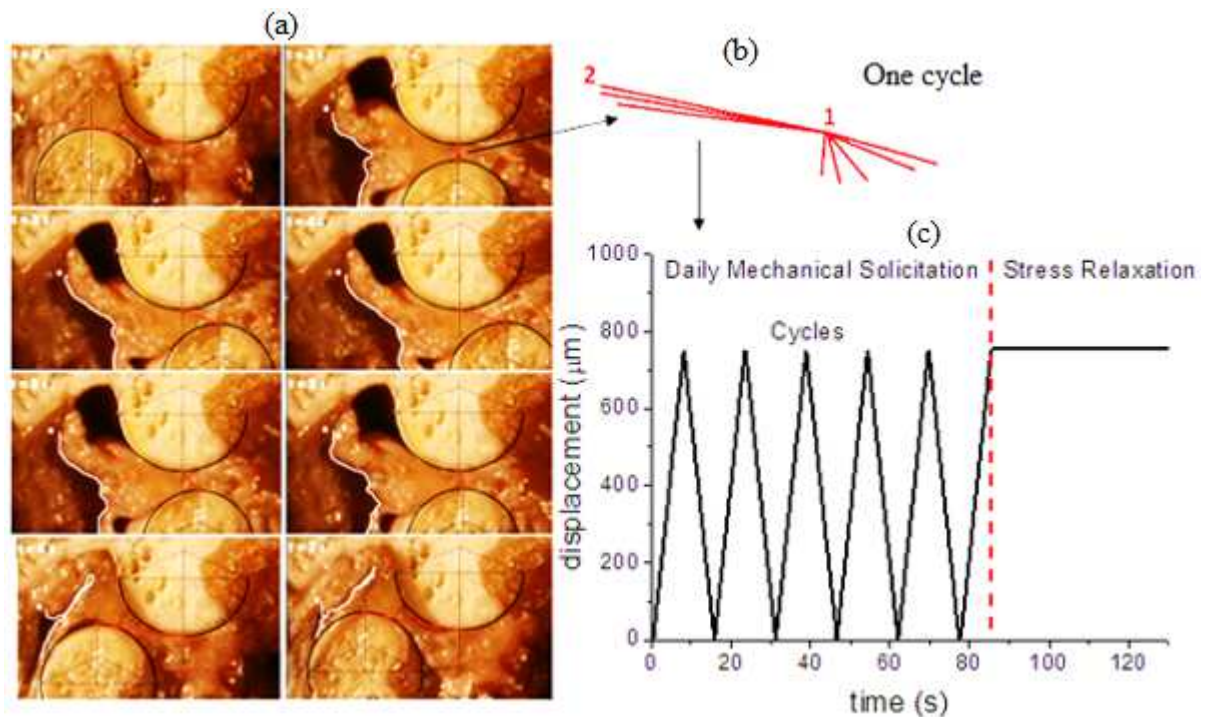 (a)
(b)
One cycle
2
1
(c)
1000
Daily Mechanical Solicitation
Stress Relaxation
Cycles
800
600
400
200
0
displacement (µm)
0 20 40 60 80 100 120
time (s)